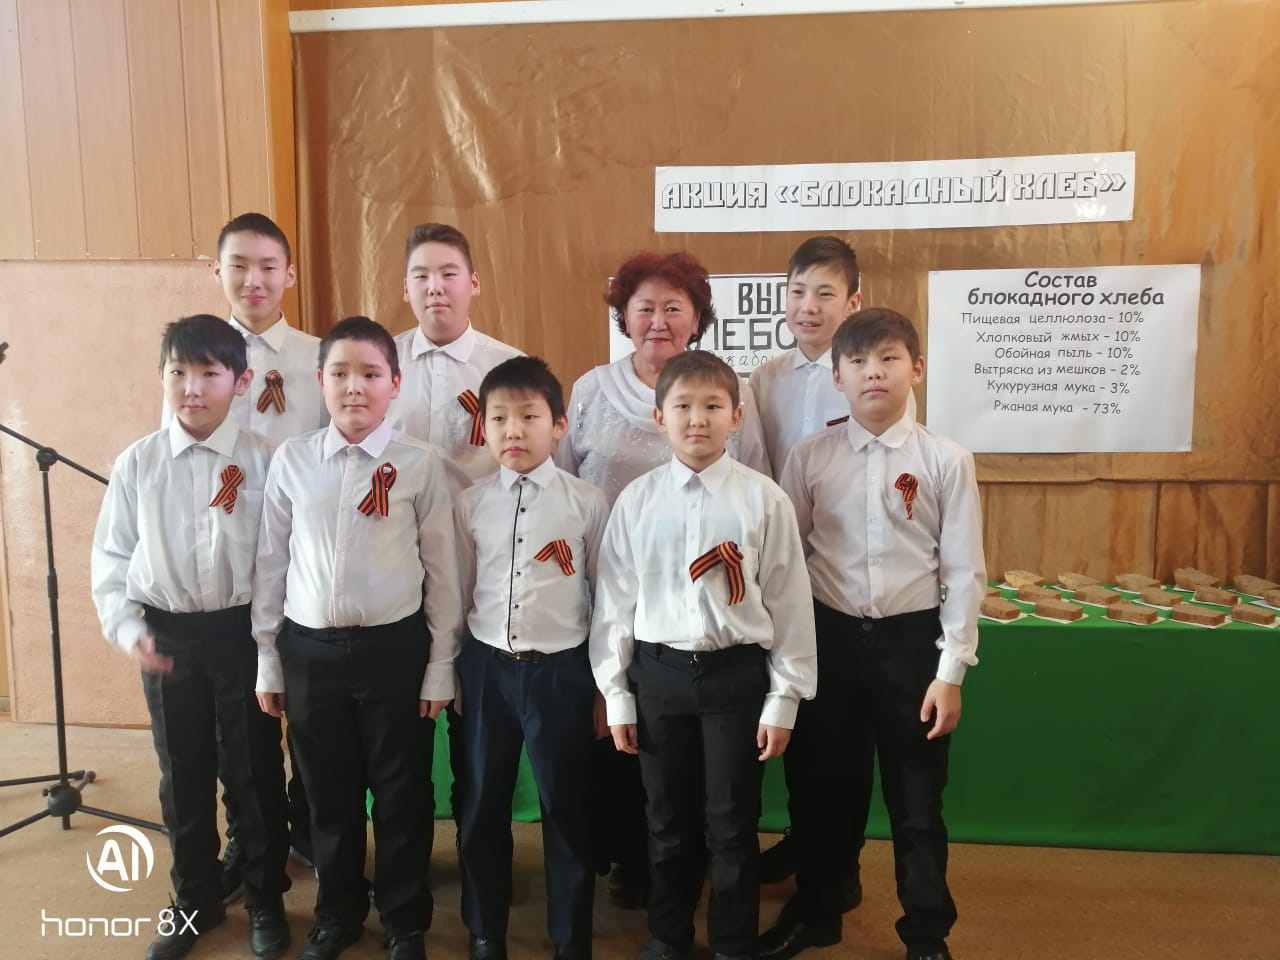 АКЦИЯ «БЛОКАДНЫЙ ХЛЕБ»
Состав
блокадного хлеба
Пищевая целлюлоза - 10%
Хлопковый жмых - 10%
Обойная пыль - 10%
Вытряска из мешков - 2%
Кукурузная мука - 3%
Ржаная мука - 73%
AI
honor 8X